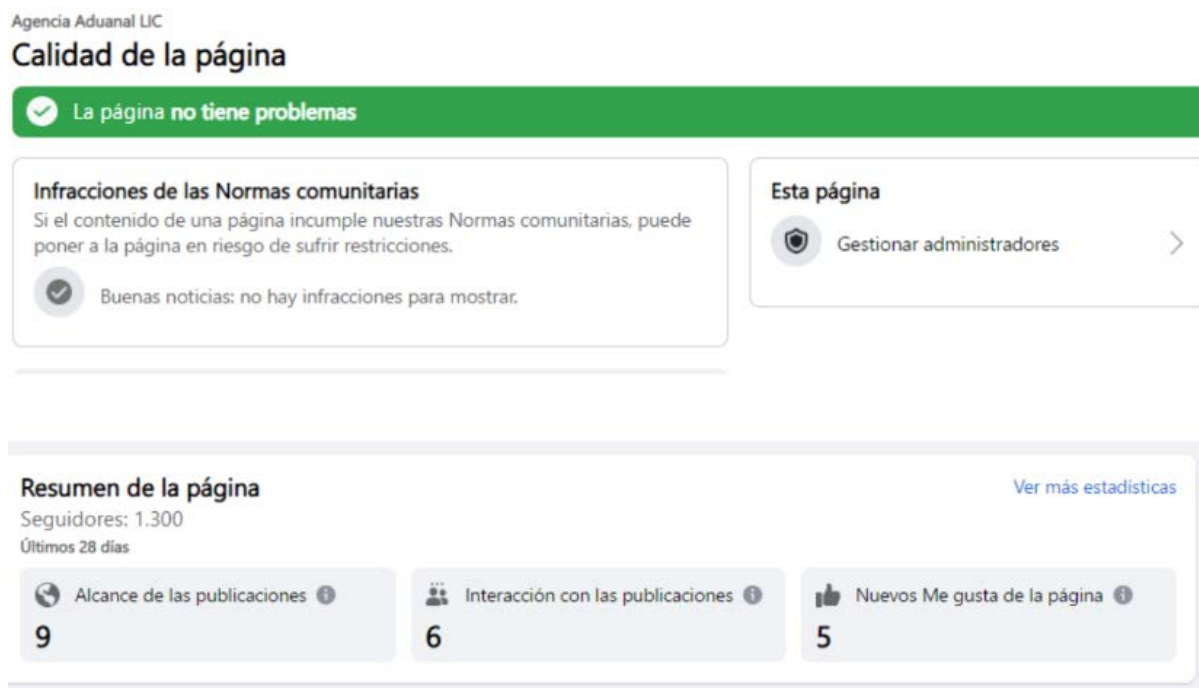 Agencia Aduanal LIC
Calidad de la página
La página no tiene problemas
Infracciones de las Normas comunitarias
Si el contenido de una página incumple nuestras Normas comunitarias, puede
poner a la página en riesgo de sufrir restricciones.
Buenas noticias: no hay infracciones para mostrar.
Esta página
Gestionar administradores
Resumen de la página
Ver más estadísticas
Seguidores: 1.300
Últimos 28 días
Alcance de las publicaciones
9
Interacción con las publicaciones
6
Nuevos Me gusta de la página
5